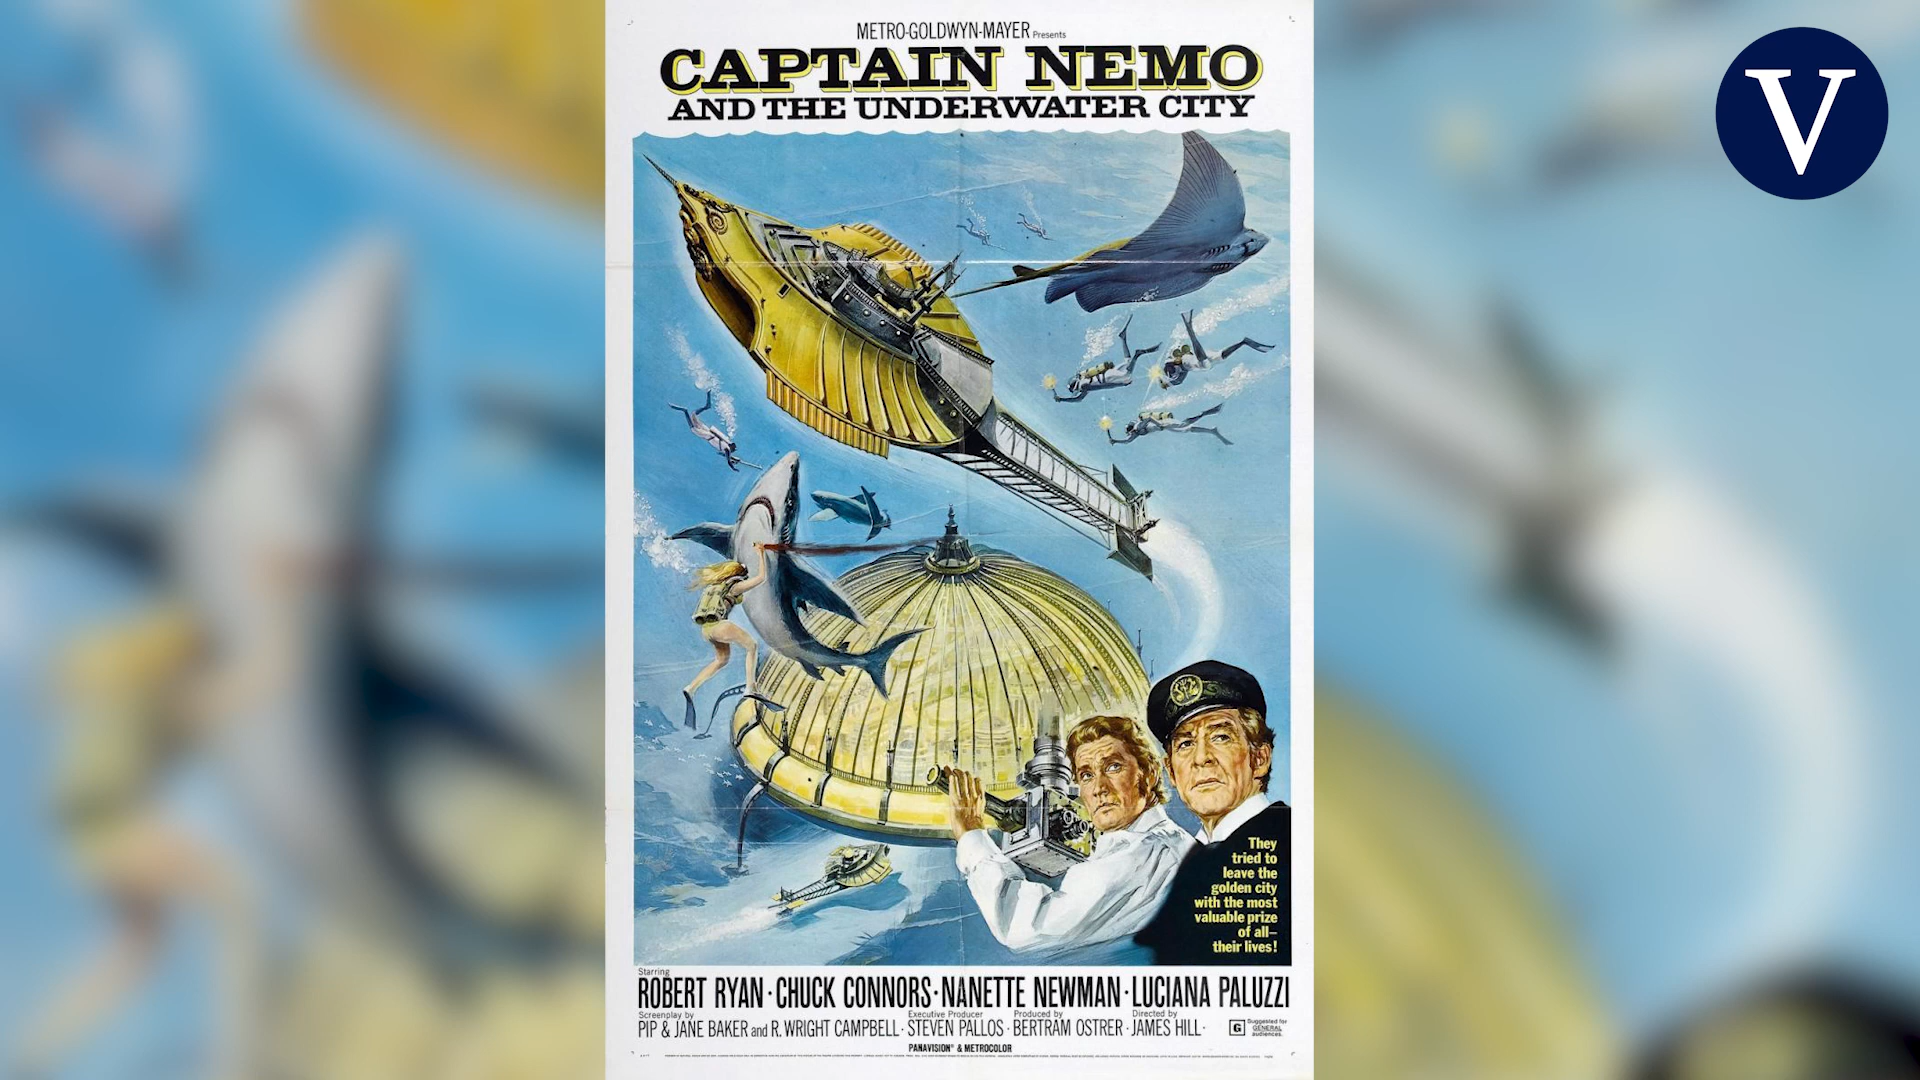 METRO-GOLDWYN-MAYER Presents
CAPTAIN NEMO
AND THE UNDERWATER CITY
V
They
tried to
leave the
golden city
with the most
valuable prize
of all—
their lives!
Starring
ROBERT RYAN · CHUCK CONNORS · NANETTE NEWMAN · LUCIANA PALUZZI
Screenplay by Executive Producer Produced by Directed by
PIP & JANE BAKER and R. WRIGHT CAMPBELL · STEVEN PALLOS · BERTRAM OSTRER · JAMES HILL ·
G Suggested for
GENERAL
audiences.
PANAVISION® & METROCOLOR